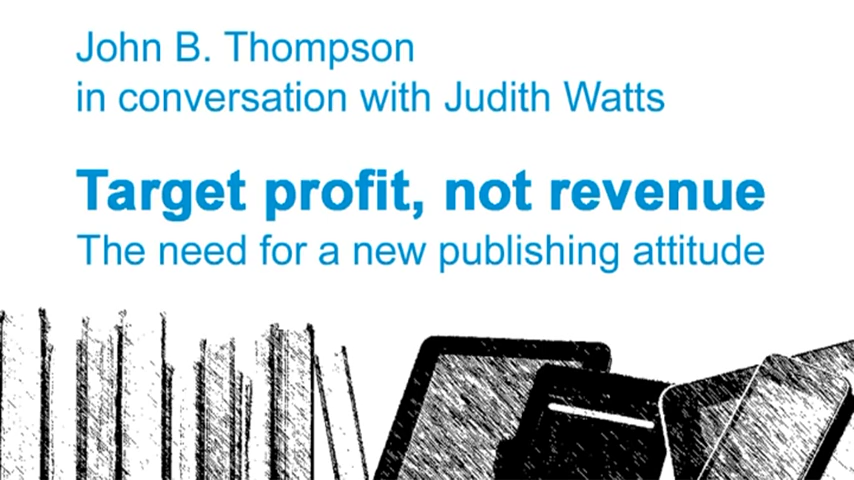 John B. Thompson
in conversation with Judith Watts
Target profit, not revenue
The need for a new publishing attitude